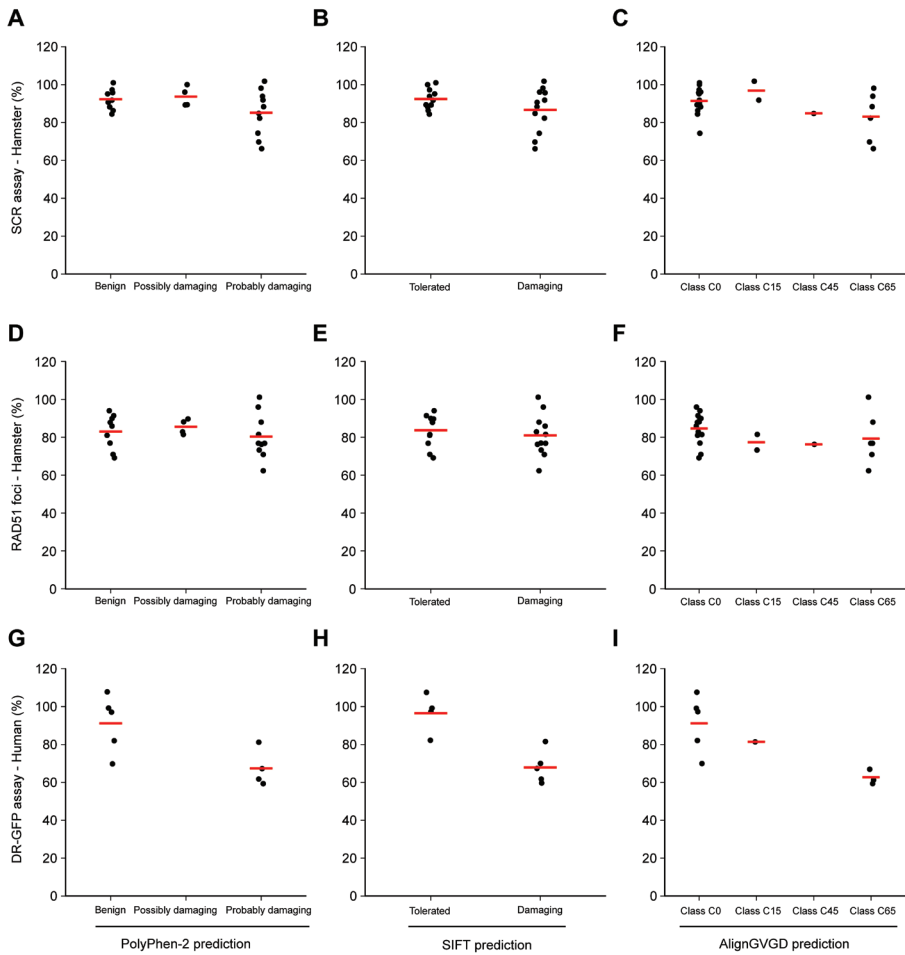 A
B
C
SCR assay - Hamster (%)
120
100
80
60
40
20
0
Benign
Possibly damaging
Probably damaging
120
100
80
60
40
20
0
Tolerated
Damaging
120
100
80
60
40
20
0
Class C0
Class C15
Class C45
Class C65
D
E
F
RAD51 foci - Hamster (%)
120
100
80
60
40
20
0
Benign
Possibly damaging
Probably damaging
120
100
80
60
40
20
0
Tolerated
Damaging
120
100
80
60
40
20
0
Class C0
Class C15
Class C45
Class C65
G
H
I
DR-GFP assay - Human (%)
120
100
80
60
40
20
0
Benign
Possibly damaging
Probably damaging
120
100
80
60
40
20
0
Tolerated
Damaging
120
100
80
60
40
20
0
Class C0
Class C15
Class C45
Class C65
PolyPhen-2 prediction
SIFT prediction
AlignGVGD prediction